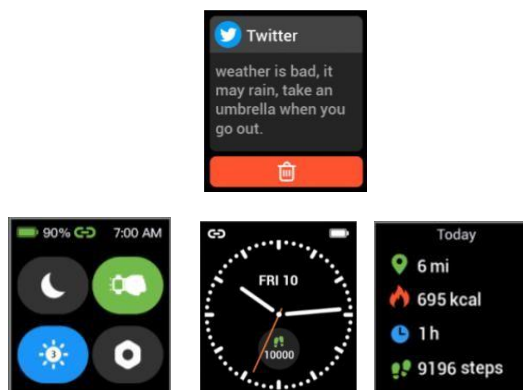 Twitter
weather is bad, it
may rain, take an
umbrella when you
go out.
90% 7:00 AM
3
FRI 10
10000
Today
6 mi
695 kcal
1 h
9196 steps